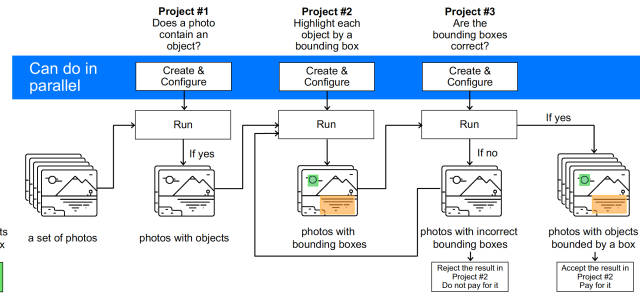 Project #1
Does a photo
contain an
object?
Project #2
Highlight each
object by a
bounding box
Project #3
Are the
bounding boxes
correct?
Can do in
parallel
Create &
Configure
Create &
Configure
Create &
Configure
Run
Run
Run
If yes
If yes
If no
a set of photos
photos with objects
photos with
bounding boxes
photos with incorrect
bounding boxes
photos with objects
bounded by a box
Reject the result in
Project #2
Do not pay for it
Accept the result in
Project #2
Pay for it